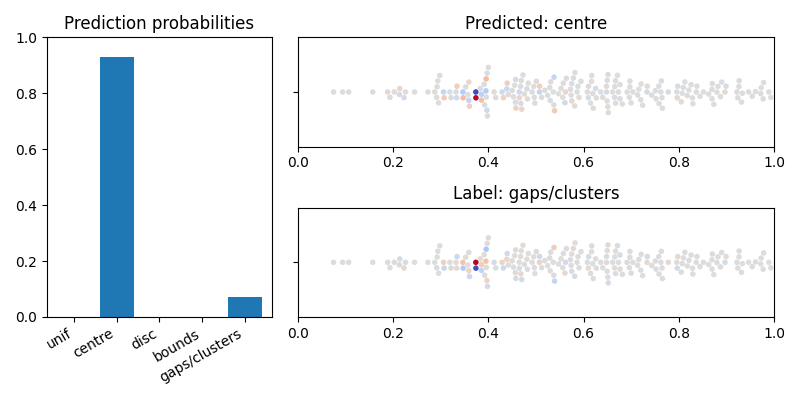 Prediction probabilities
1.0
0.8
0.6
0.4
0.2
0.0
unif
centre
disc
bounds
gaps/clusters
Predicted: centre
0.0 0.2 0.4 0.6 0.8 1.0
Label: gaps/clusters
0.0 0.2 0.4 0.6 0.8 1.0